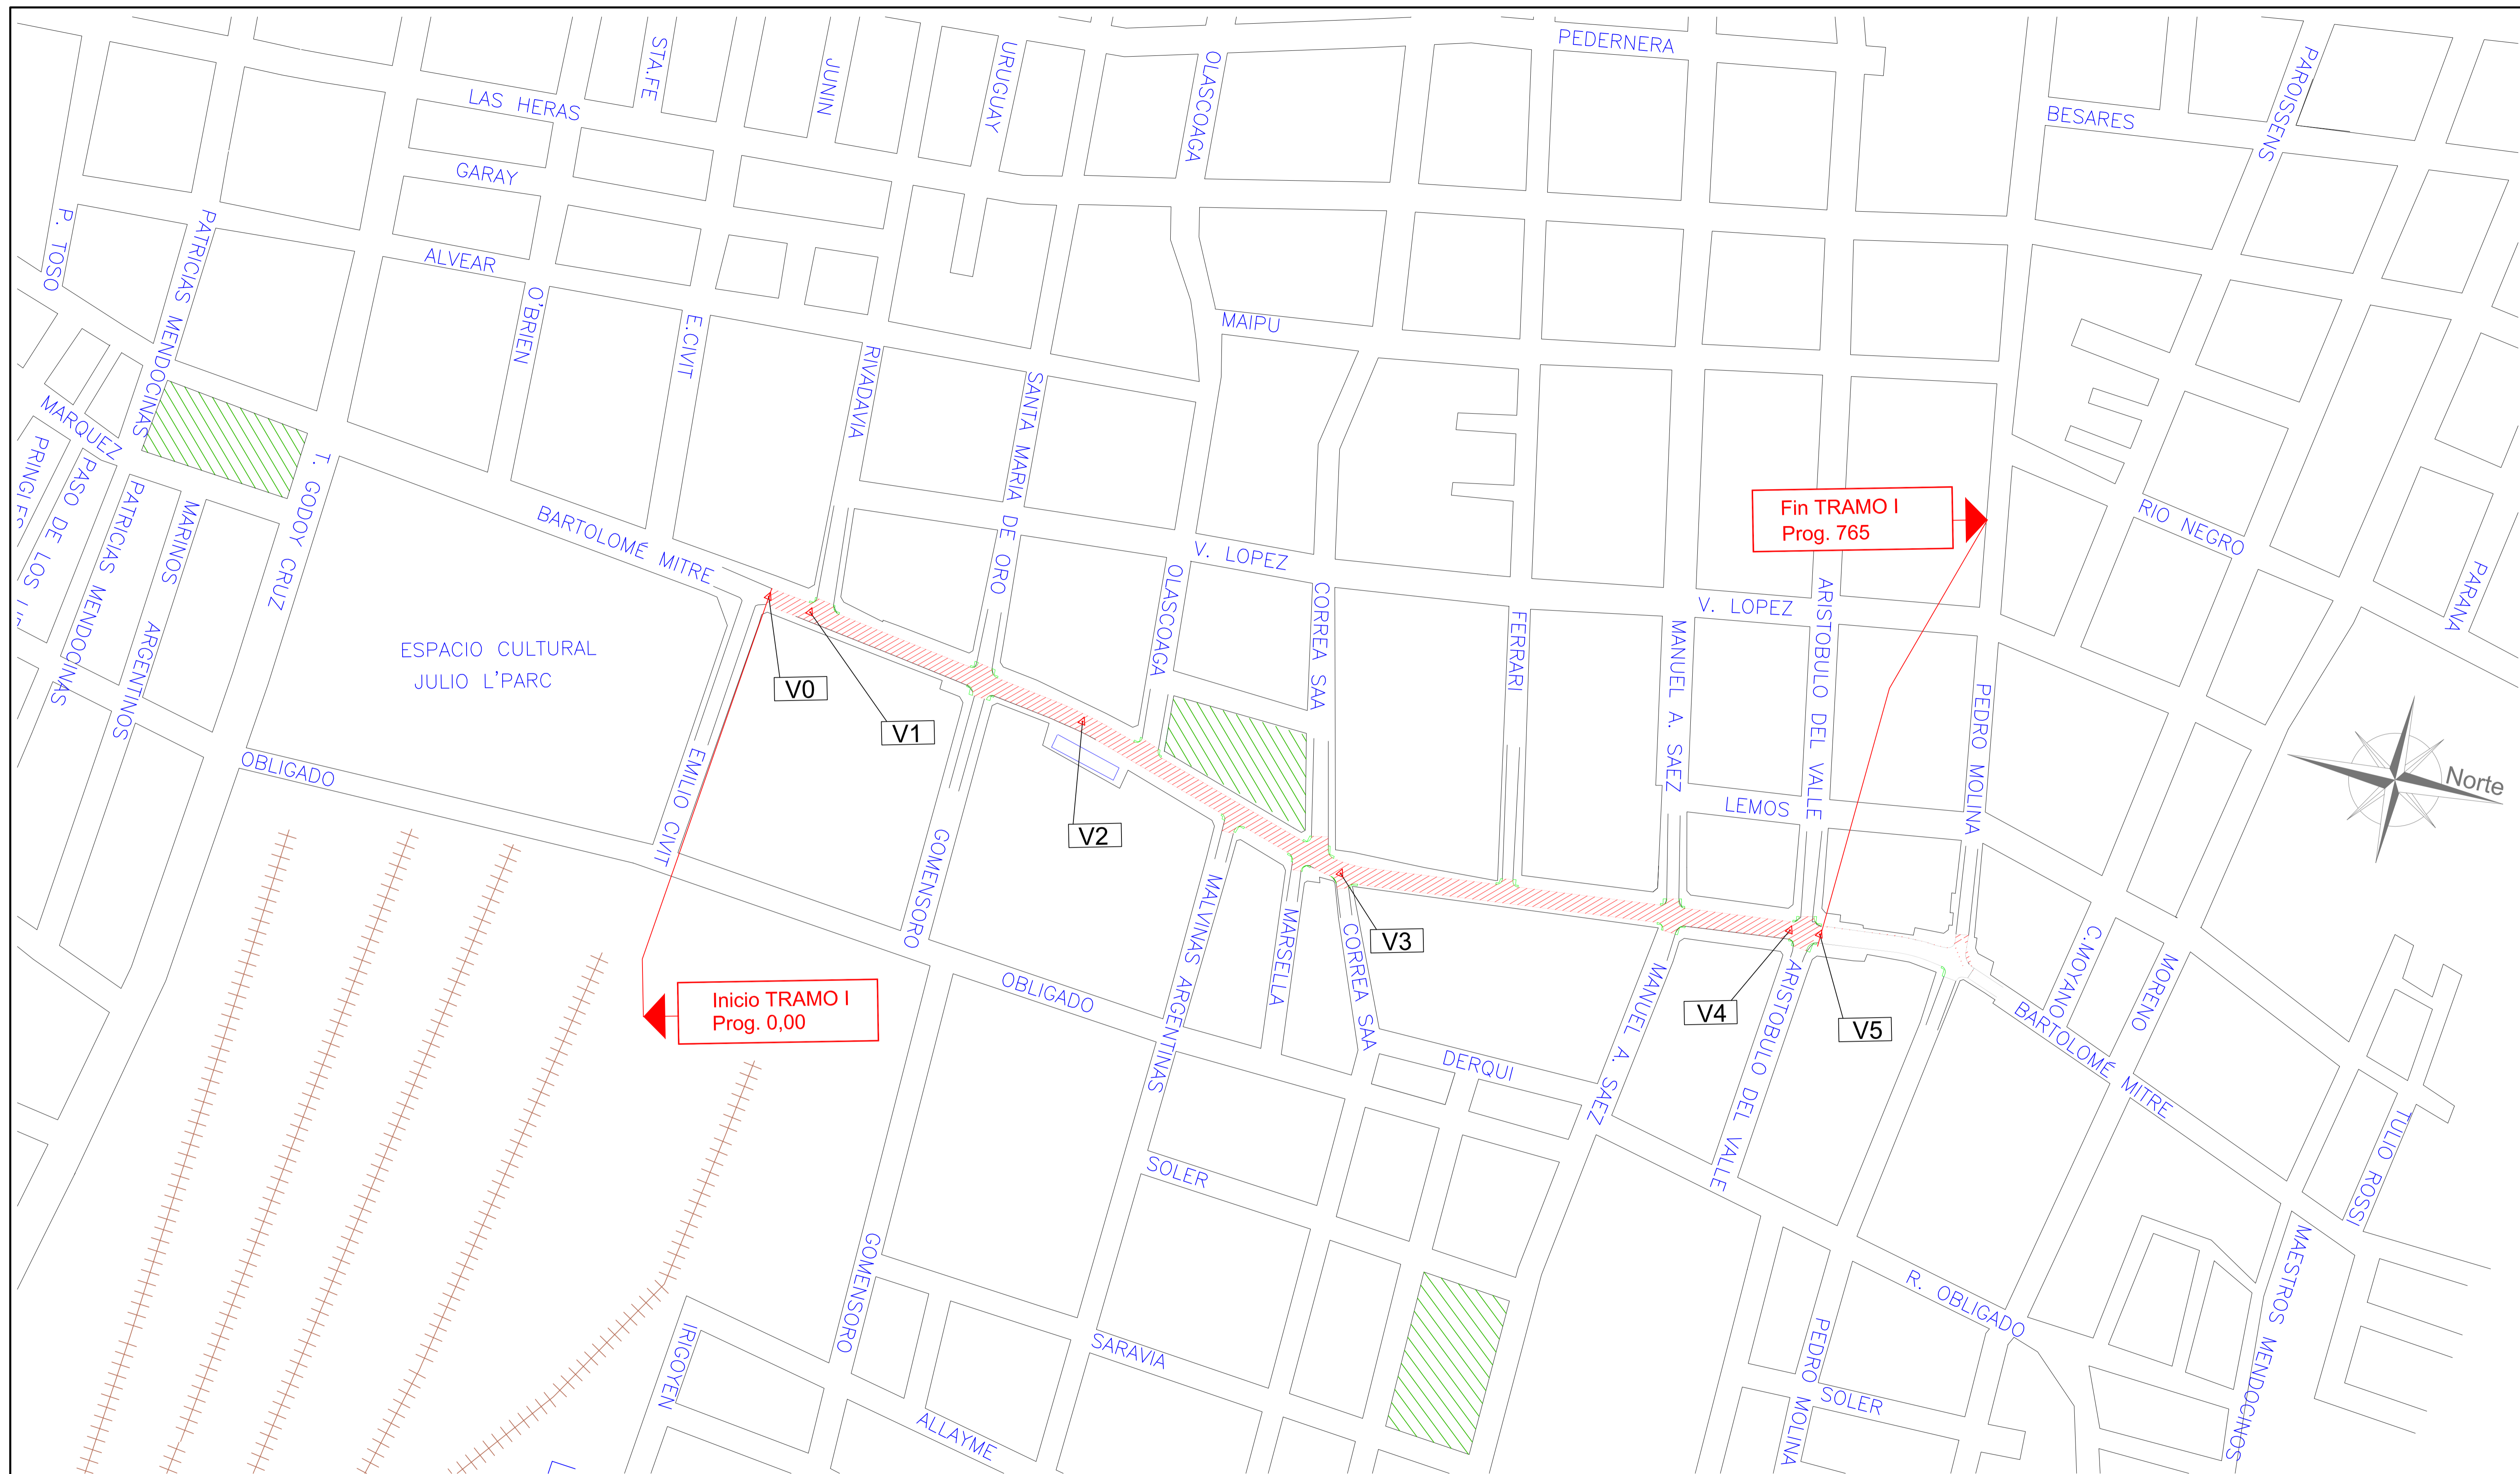 PEDERNERA
STA.FE
JUNIN
URUGUAY
OLASCOAGA
PAROISSENS
LAS HERAS
BESARES
GARAY
P. TOSO
PATRICIAS MENDOCINAS
ALVEAR
O'BRIEN
E.CIVIT
RIVADAVIA
SANTA MARIA DE ORO
MAIPU
MARQUEZ
PRINGLES
PASO DE LOS
PATRICIAS MENDOCINAS
MARINOS ARGENTINOS
T. GODOY CRUZ
BARTOLOMÉ MITRE
OLASCOAGA
V. LOPEZ
CORREA SAA
FERRARI
MANUEL A. SAEZ
V. LOPEZ
ARISTOBULO DEL VALLE
PEDRO MOLINA
Fin TRAMO I
Prog. 765
RIO NEGRO
PARANA
ESPACIO CULTURAL
JULIO L'PARC
V0
V1
V2
V3
V4
V5
LEMOS
Norte
OBLIGADO
EMILIO CIVIT
GOMENSORO
MALVINAS ARGENTINAS
MARSELLA
CORREA SAA
MANUEL A. SAEZ
ARISTOBULO DEL VALLE
C.MOYANO
MORENO
BARTOLOMÉ MITRE
Inicio TRAMO I
Prog. 0,00
OBLIGADO
DERQUI
TULIO ROSSI
SOLER
GOMENSORO
R. OBLIGADO
MAESTROS MENDOCINOS
IRIGOYEN
SARAVIA
PEDRO MOLINA
SOLER
ALLAYME